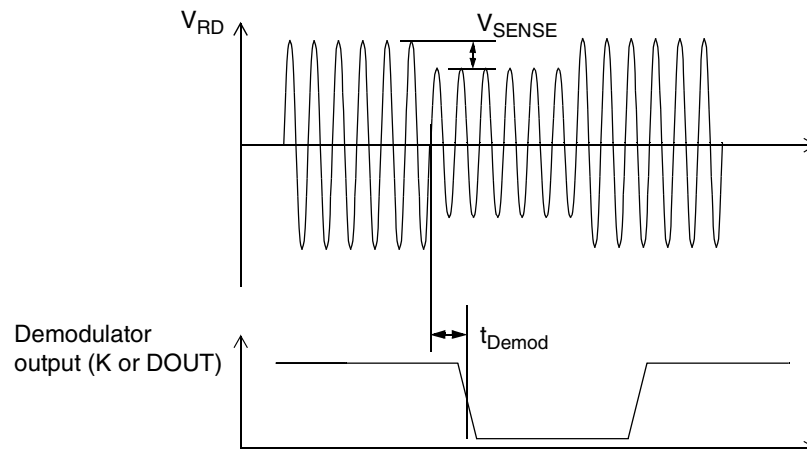 V_RD
V_SENSE
Demodulator
output (K or DOUT)
t_Demod